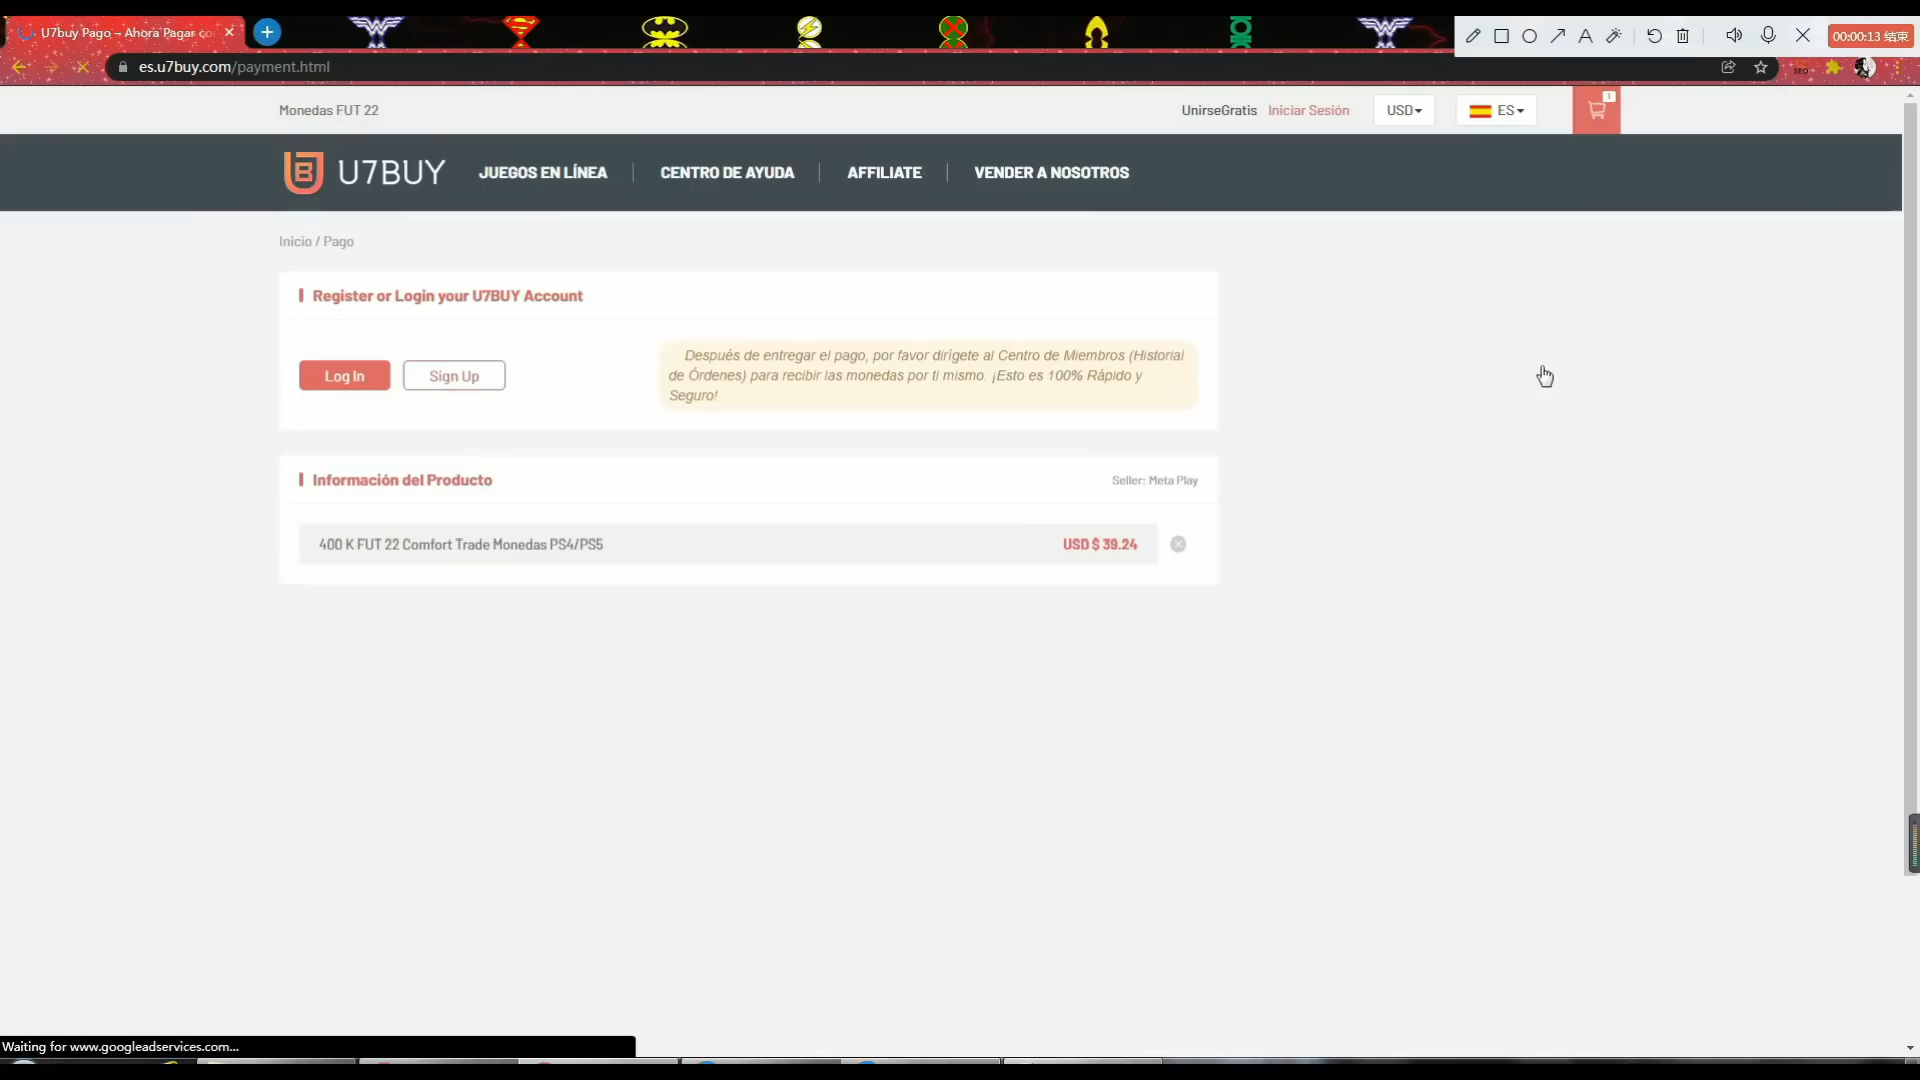 U7buy Pago – Ahora Pagar co
00:00:13 结束
es.u7buy.com/payment.html
SEO
Monedas FUT 22
UnirseGratis Iniciar Sesión
USD
ES
1
U7BUY
JUEGOS EN LÍNEA
CENTRO DE AYUDA
AFFILIATE
VENDER A NOSOTROS
Inicio / Pago
Register or Login your U7BUY Account
Log In
Sign Up
Después de entregar el pago, por favor dirígete al Centro de Miembros (Historial
de Órdenes) para recibir las monedas por ti mismo. ¡Esto es 100% Rápido y
Seguro!
Información del Producto
Seller: Meta Play
400 K FUT 22 Comfort Trade Monedas PS4/PS5
USD $ 39.24
Waiting for www.googleadservices.com...